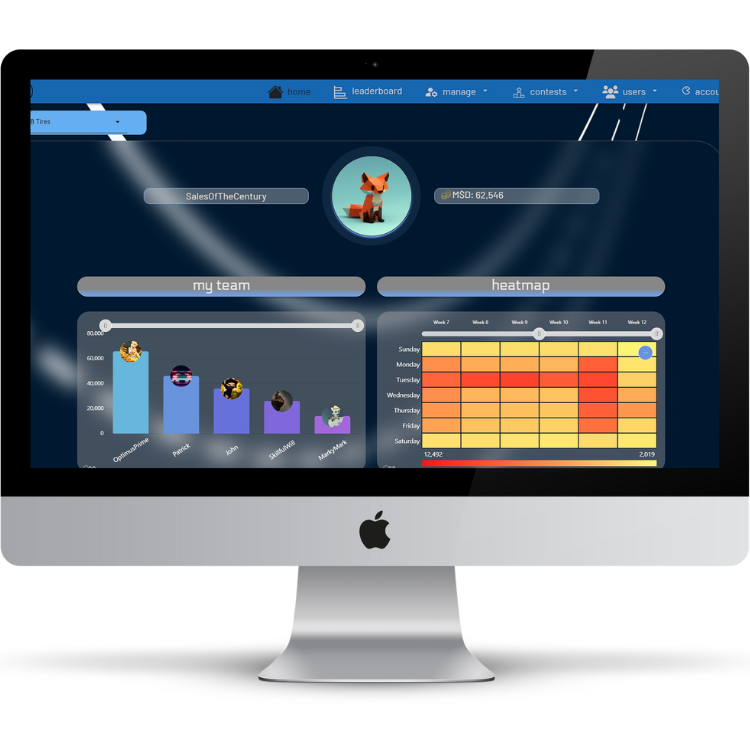 home
leaderboard
manage
contests
users
accou
B Tires
SalesOfTheCentury
MSD: 62,546
my team
heatmap
80,000
60,000
40,000
20,000
0
OptimusPrime
Patrick
John
SkillfulWill
MarkyMark
Week 7
Week 8
Week 9
Week 10
Week 11
Week 12
Sunday
Monday
Tuesday
Wednesday
Thursday
Friday
Saturday
12,492
2,019